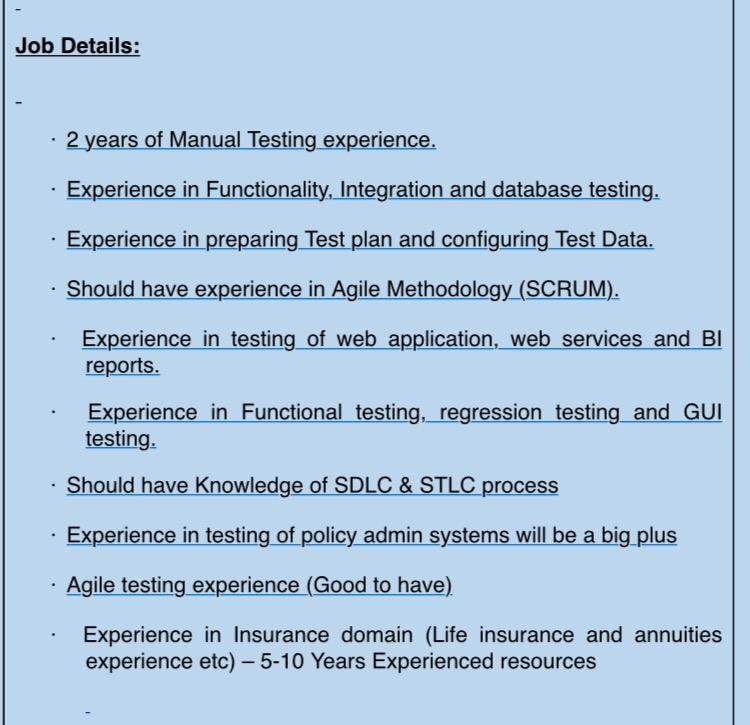 Job Details:
· 2 years of Manual Testing experience.
· Experience in Functionality, Integration and database testing.
· Experience in preparing Test plan and configuring Test Data.
· Should have experience in Agile Methodology (SCRUM).
· Experience in testing of web application, web services and BI
reports.
· Experience in Functional testing, regression testing and GUI
testing.
· Should have Knowledge of SDLC & STLC process
· Experience in testing of policy admin systems will be a big plus
· Agile testing experience (Good to have)
· Experience in Insurance domain (Life insurance and annuities
experience etc) – 5-10 Years Experienced resources